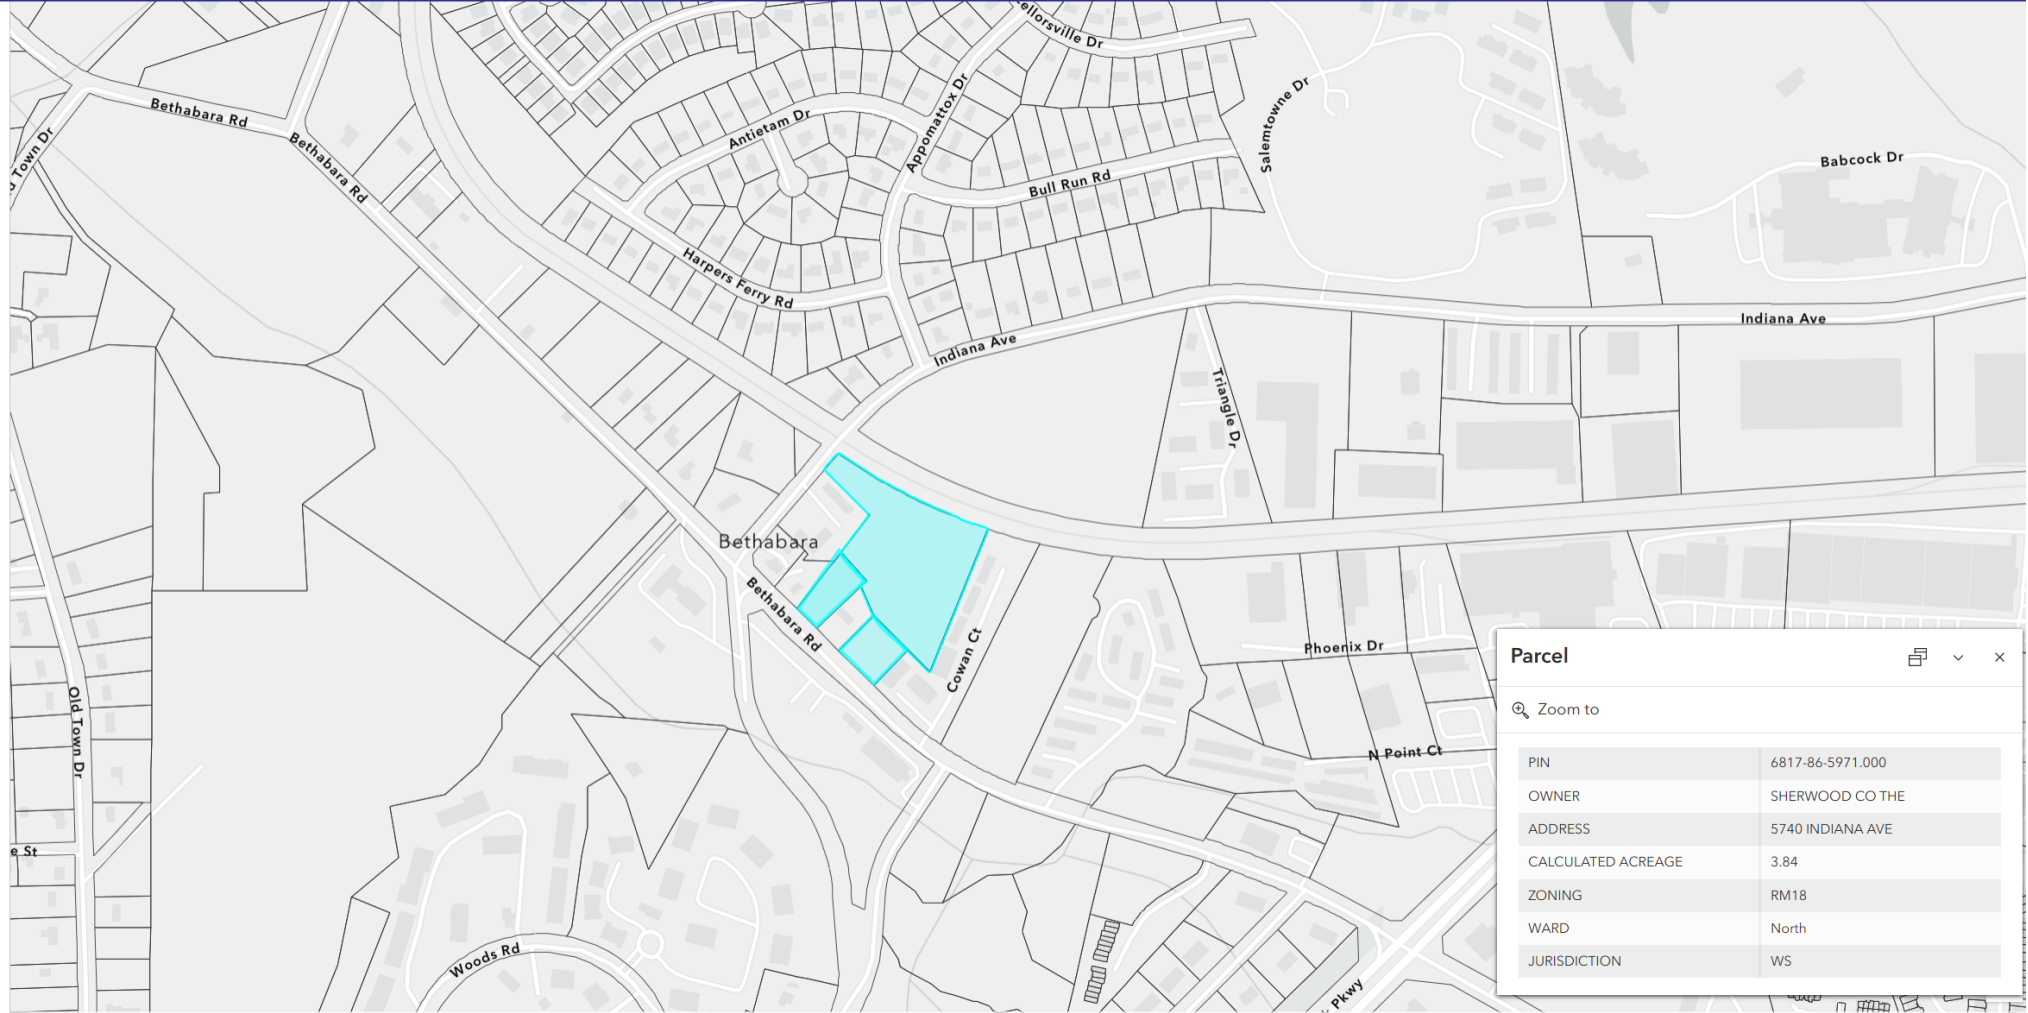 ellorsville Dr
Bethabara Rd
Bethabara Rd
d Town Dr
Antietam Dr
Appomattox Dr
Bull Run Rd
Salemtowne Dr
Babcock Dr
Harpers Ferry Rd
Indiana Ave
Indiana Ave
Triangle Dr
Bethabara
Bethabara Rd
Cowan Ct
Phoenix Dr
N Point Ct
Old Town Dr
e St
Woods Rd
Pkwy
Parcel
Zoom to
PIN 6817-86-5971.000
OWNER SHERWOOD CO THE
ADDRESS 5740 INDIANA AVE
CALCULATED ACREAGE 3.84
ZONING RM18
WARD North
JURISDICTION WS